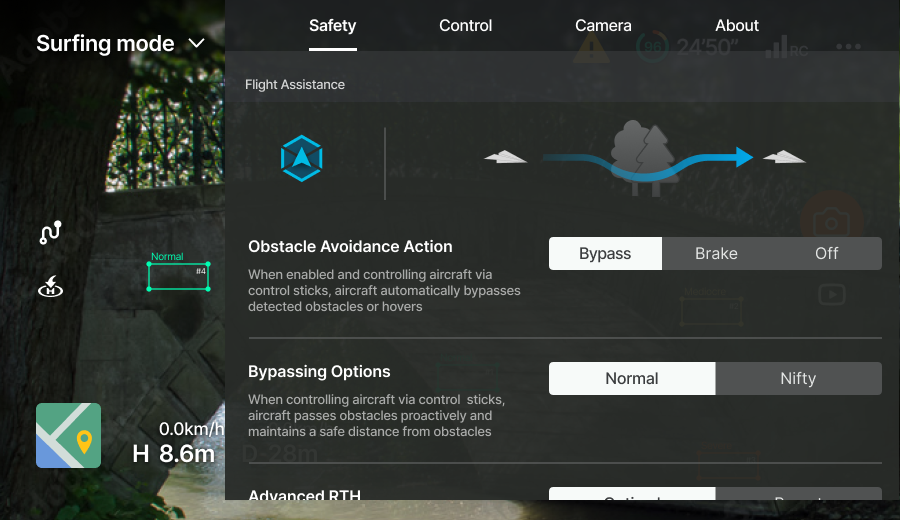 Safety Control Camera About
Surfing mode
96 24'50" RC
Flight Assistance
Obstacle Avoidance Action
Bypass Brake Off
When enabled and controlling aircraft via
control sticks, aircraft automatically bypasses
detected obstacles or hovers
Normal
#4
Bypassing Options
Normal Nifty
When controlling aircraft via control sticks,
aircraft passes obstacles proactively and
maintains a safe distance from obstacles
0.0km/h
H 8.6m D 28m
Advanced RTH